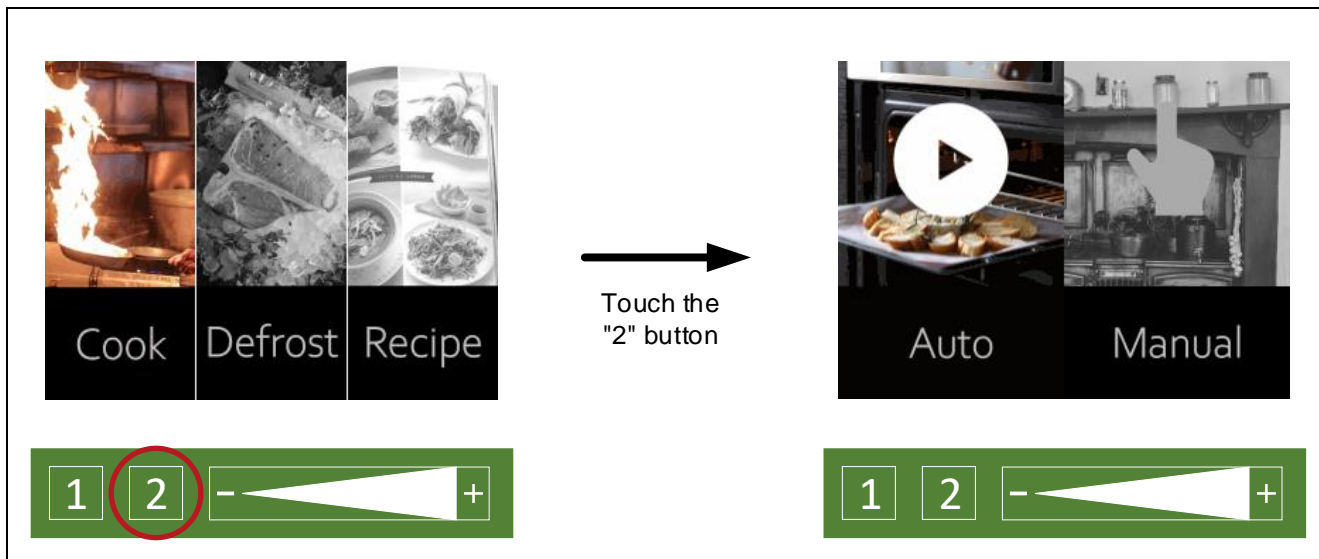 Cook Defrost Recipe
Touch the
"2" button
Auto Manual
1 2 - +
1 2 - +